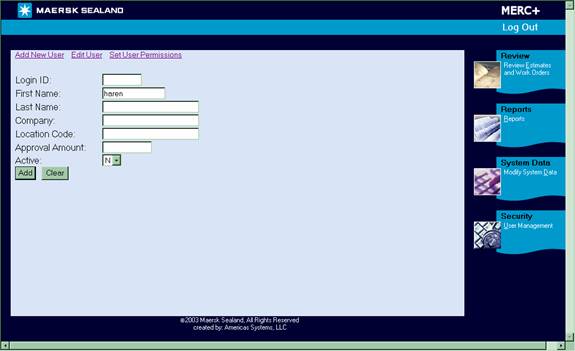 MAERSK SEALAND
MERC+
Log Out
Add New User Edit User Set User Permissions
Login ID:
First Name: haren
Last Name:
Company:
Location Code:
Approval Amount:
Active: N
Add Clear
Review
Review Estimates
and Work Orders
Reports
Reports
System Data
Modify System Data
Security
User Management
©2003 Maersk Sealand, All Rights Reserved
created by: Americas Systems, LLC